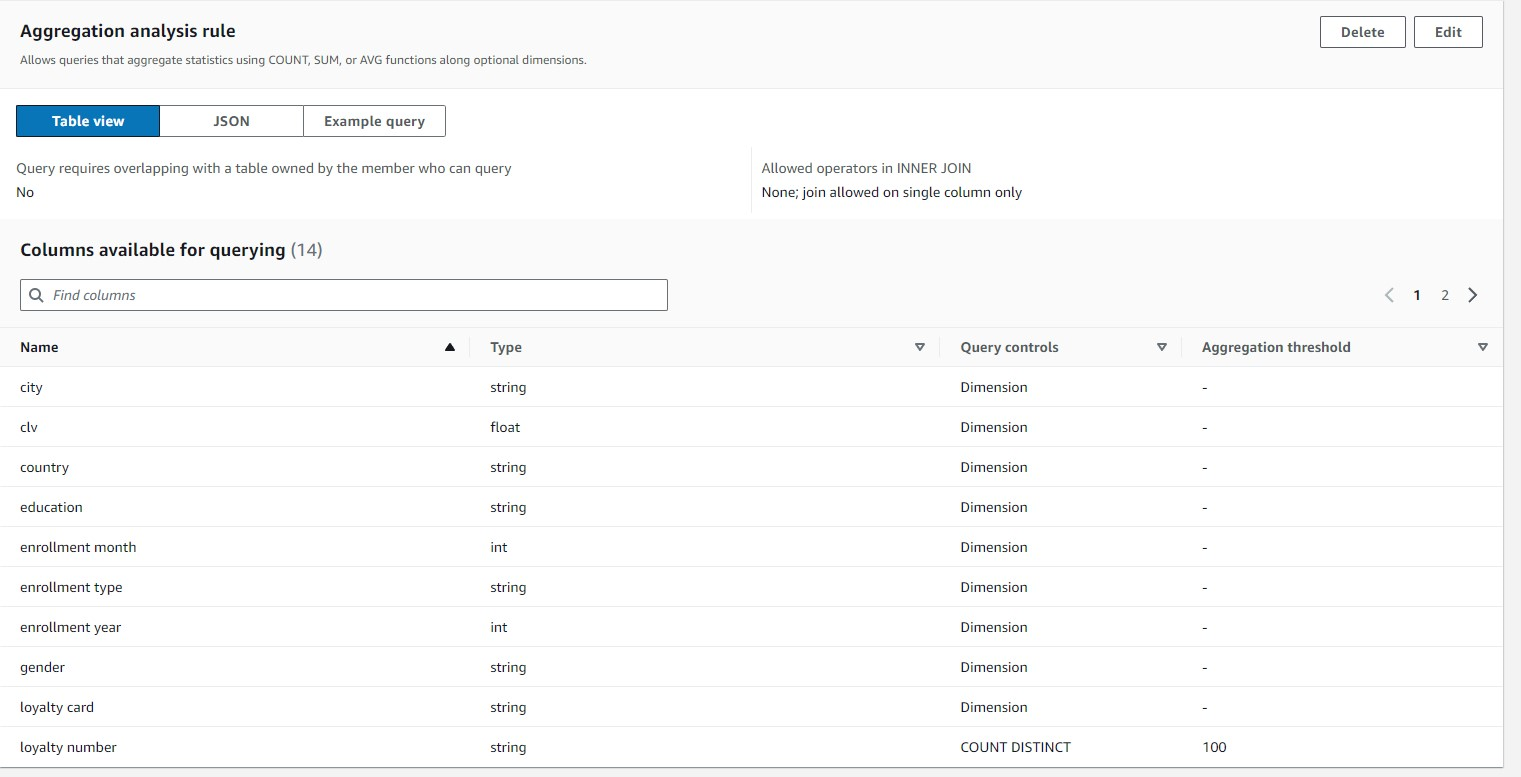 Aggregation analysis rule
Delete
Edit
Allows queries that aggregate statistics using COUNT, SUM, or AVG functions along optional dimensions.
Table view
JSON
Example query
Query requires overlapping with a table owned by the member who can query
No
Allowed operators in INNER JOIN
None; join allowed on single column only
Columns available for querying (14)
Find columns
1 2
Name Type Query controls Aggregation threshold
city string Dimension -
clv float Dimension -
country string Dimension -
education string Dimension -
enrollment month int Dimension -
enrollment type string Dimension -
enrollment year int Dimension -
gender string Dimension -
loyalty card string Dimension -
loyalty number string COUNT DISTINCT 100